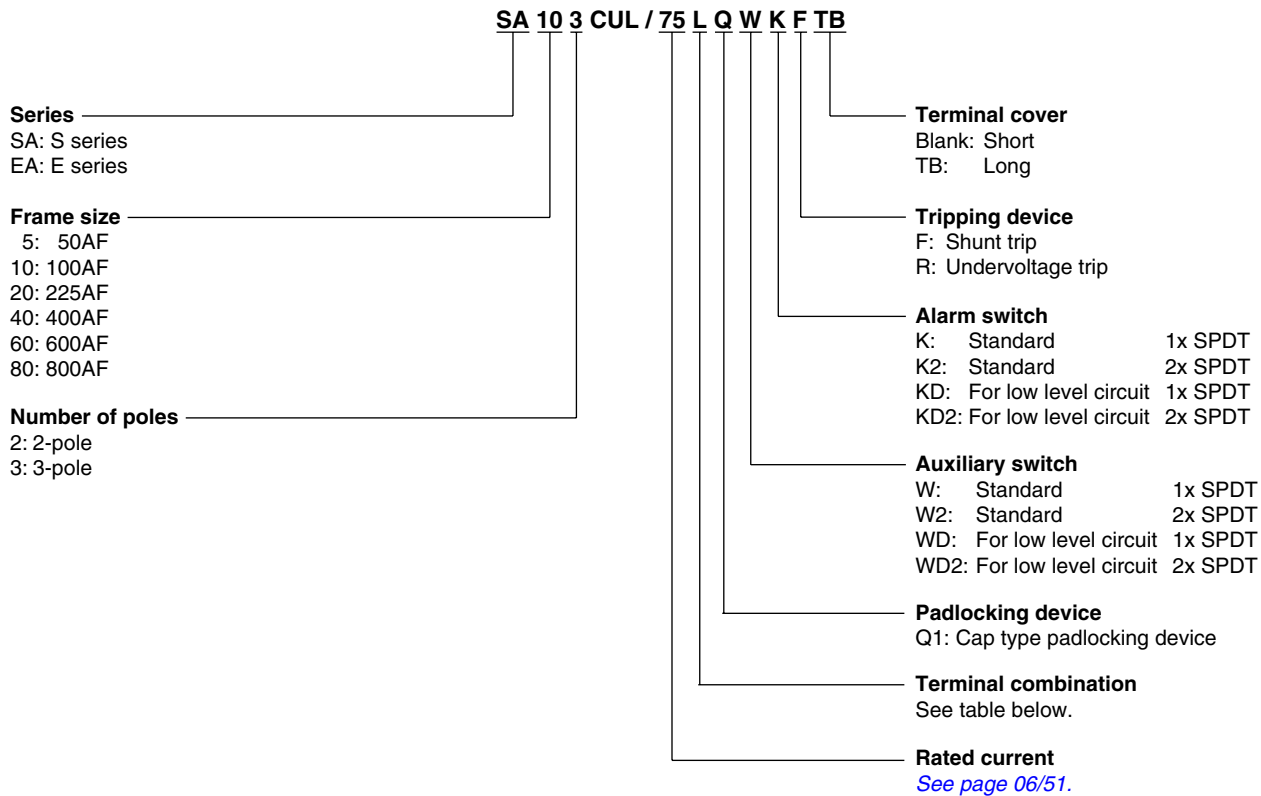 SA 10 3 CUL / 75 L Q W K F TB
Series
SA: S series
EA: E series
Frame size
5: 50AF
10: 100AF
20: 225AF
40: 400AF
60: 600AF
80: 800AF
Number of poles
2: 2-pole
3: 3-pole
Terminal cover
Blank: Short
TB: Long
Tripping device
F: Shunt trip
R: Undervoltage trip
Alarm switch
K: Standard 1x SPDT
K2: Standard 2x SPDT
KD: For low level circuit 1x SPDT
KD2: For low level circuit 2x SPDT
Auxiliary switch
W: Standard 1x SPDT
W2: Standard 2x SPDT
WD: For low level circuit 1x SPDT
WD2: For low level circuit 2x SPDT
Padlocking device
Q1: Cap type padlocking device
Terminal combination
See table below.
Rated current
See page 06/51.